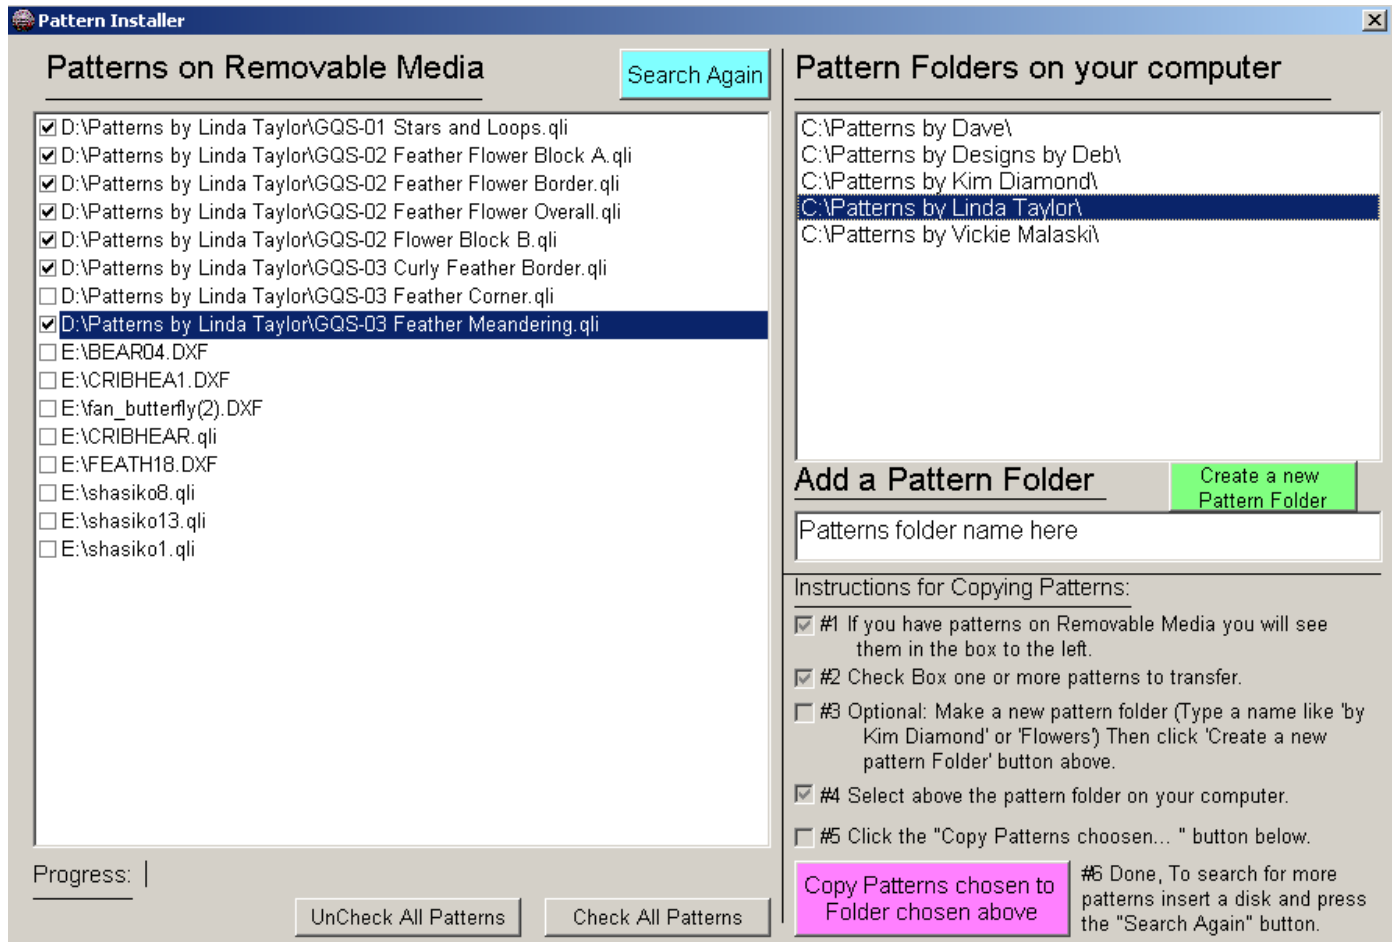 Pattern Installer
Patterns on Removable Media
Search Again
D:\Patterns by Linda Taylor\GQS-01 Stars and Loops.qli
D:\Patterns by Linda Taylor\GQS-02 Feather Flower Block A.qli
D:\Patterns by Linda Taylor\GQS-02 Feather Flower Border.qli
D:\Patterns by Linda Taylor\GQS-02 Feather Flower Overall.qli
D:\Patterns by Linda Taylor\GQS-02 Flower Block B.qli
D:\Patterns by Linda Taylor\GQS-03 Curly Feather Border.qli
D:\Patterns by Linda Taylor\GQS-03 Feather Corner.qli
D:\Patterns by Linda Taylor\GQS-03 Feather Meandering.qli
E:\BEAR04.DXF
E:\CRIBHEA1.DXF
E:\fan_butterfly(2).DXF
E:\CRIBHEAR.qli
E:\FEATH18.DXF
E:\shasiko8.qli
E:\shasiko13.qli
E:\shasiko1.qli
Progress:
UnCheck All Patterns
Check All Patterns
Pattern Folders on your computer
C:\Patterns by Dave\
C:\Patterns by Designs by Deb\
C:\Patterns by Kim Diamond\
C:\Patterns by Linda Taylor\
C:\Patterns by Vickie Malaski\
Add a Pattern Folder
Create a new
Pattern Folder
Patterns folder name here
Instructions for Copying Patterns:
#1 If you have patterns on Removable Media you will see
them in the box to the left.
#2 Check Box one or more patterns to transfer.
#3 Optional: Make a new pattern folder (Type a name like 'by
Kim Diamond' or 'Flowers') Then click 'Create a new
pattern Folder' button above.
#4 Select above the pattern folder on your computer.
#5 Click the "Copy Patterns choosen... " button below.
Copy Patterns chosen to
Folder chosen above
#6 Done, To search for more
patterns insert a disk and press
the "Search Again" button.